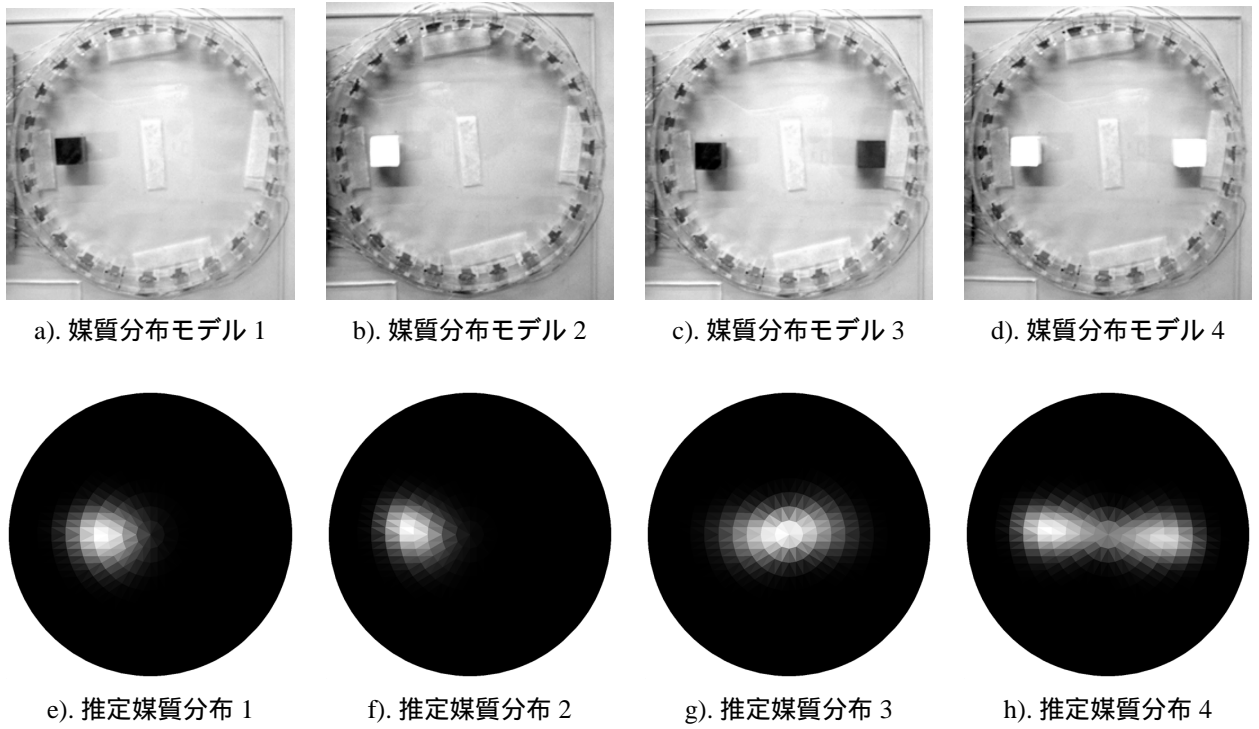 a). 媒質分布モデル 1
b). 媒質分布モデル 2
c). 媒質分布モデル 3
d). 媒質分布モデル 4
e). 推定媒質分布 1
f). 推定媒質分布 2
g). 推定媒質分布 3
h). 推定媒質分布 4